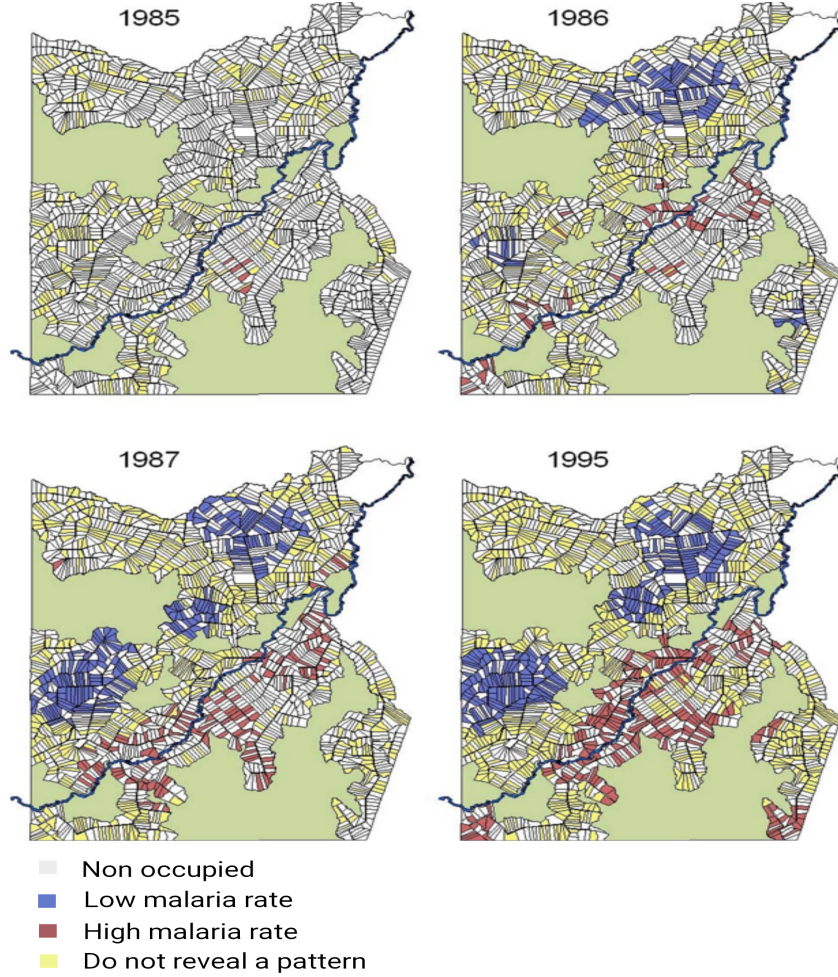 1985
1986
1987
1995
Non occupied
Low malaria rate
High malaria rate
Do not reveal a pattern